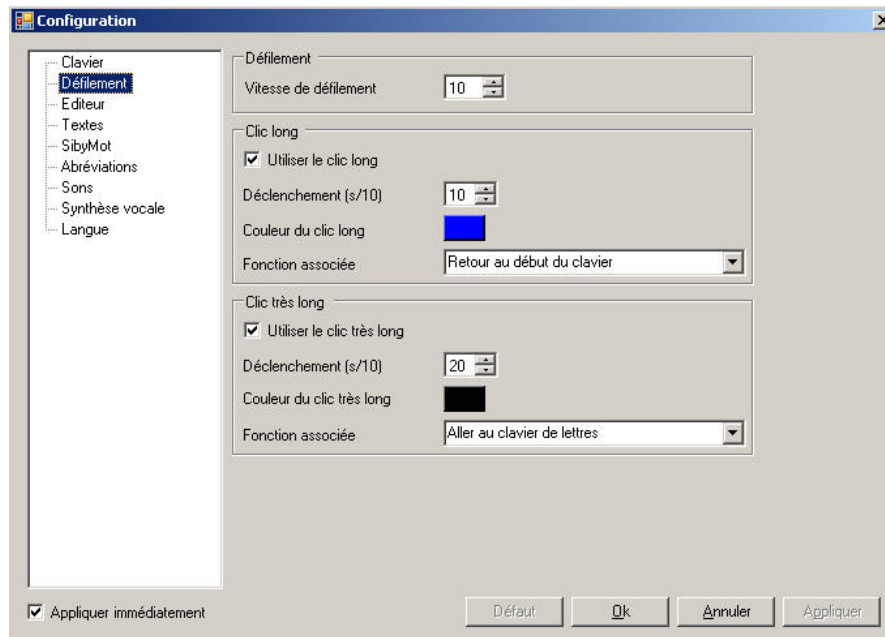 Configuration
Clavier
Défilement
Editeur
Textes
SibyMot
Abréviations
Sons
Synthèse vocale
Langue
Défilement
Vitesse de défilement 10
Clic long
Utiliser le clic long
Déclenchement (s/10) 10
Couleur du clic long
Fonction associée Retour au début du clavier
Clic très long
Utiliser le clic très long
Déclenchement (s/10) 20
Couleur du clic très long
Fonction associée Aller au clavier de lettres
Appliquer immédiatement Défaut Ok Annuler Appliquer